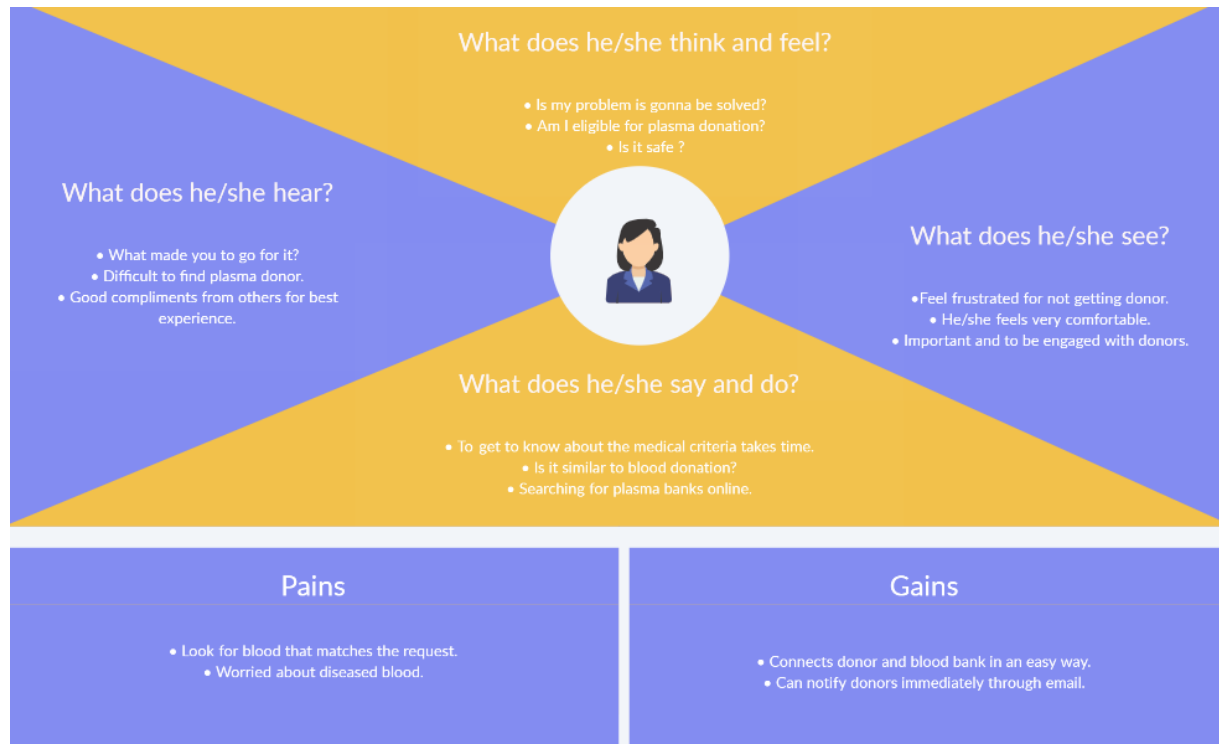 What does he/she think and feel?
• Is my problem is gonna be solved?
• Am I eligible for plasma donation?
• Is it safe ?
What does he/she hear?
• What made you to go for it?
• Difficult to find plasma donor.
• Good compliments from others for best
experience.
What does he/she see?
•Feel frustrated for not getting donor.
• He/she feels very comfortable.
• Important and to be engaged with donors.
What does he/she say and do?
• To get to know about the medical criteria takes time.
• Is it similar to blood donation?
• Searching for plasma banks online.
Pains
• Look for blood that matches the request.
• Worried about diseased blood.
Gains
• Connects donor and blood bank in an easy way.
• Can notify donors immediately through email.